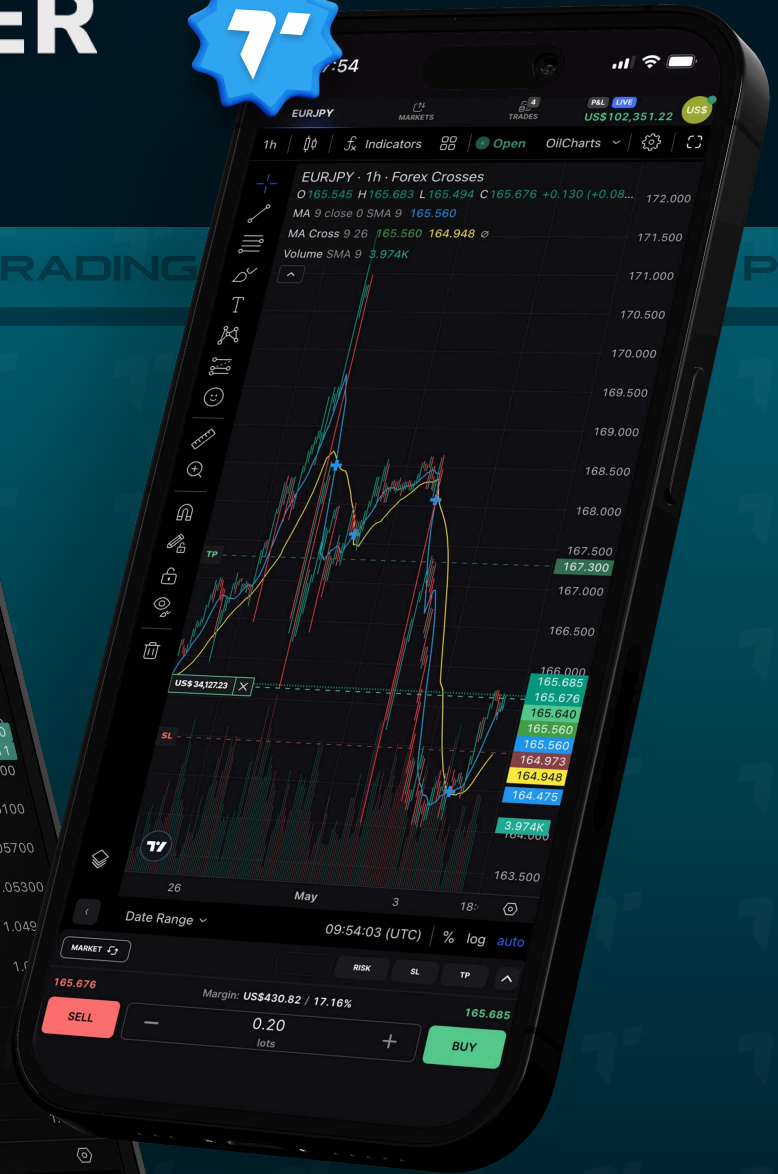 ER
:54
EURJPY
MARKETS
4
TRADES
P&L LIVE
US$102,351.22
US$
1h
fx Indicators
Open
OilCharts
EURJPY · 1h · Forex Crosses
O165.545 H165.683 L165.494 C165.676 +0.130 (+0.08...
MA 9 close 0 SMA 9 165.560
MA Cross 9 26 165.560 164.948 ∅
Volume SMA 9 3.974K
RADING
P
T
172.000
171.500
171.000
170.500
170.000
169.500
169.000
168.500
168.000
167.500
TP
167.300
167.000
166.500
166.000
US$ 34,127.23
165.685
165.676
165.640
165.560
165.560
SL
164.973
164.948
164.475
3.974K
164.000
163.500
26
May
3
18:
Date Range
09:54:03 (UTC)
% log auto
MARKET
RISK
SL
TP
165.676
Margin: US$430.82 / 17.16%
165.685
SELL
0.20
lots
BUY
00
5100
05700
.05300
1.049
1.0